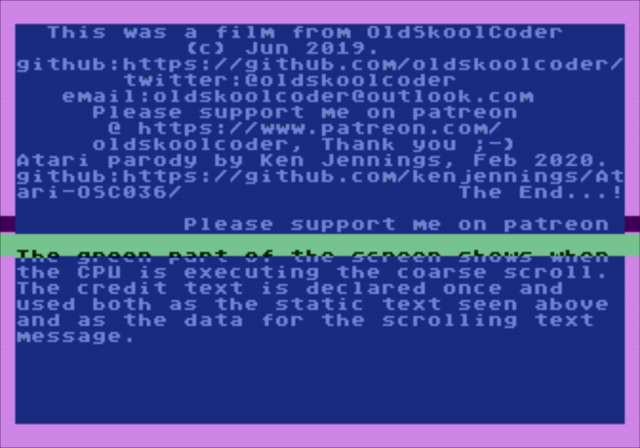 This was a film from OldSkoolCoder
(c) Jun 2019.
github:https://github.com/oldskoolcoder/
twitter:@oldskoolcoder
email:oldskoolcoder@outlook.com
Please support me on patreon
@ https://www.patreon.com/
oldskoolcoder, Thank you ;-)
Atari parody by Ken Jennings, Feb 2020.
github:https://github.com/kenjennings/At
ari-OSC036/ The End...!
Please support me on patreon
The green part of the screen shows when
the CPU is executing the coarse scroll.
The credit text is declared once and
used both as the static text seen above
and as the data for the scrolling text
message.